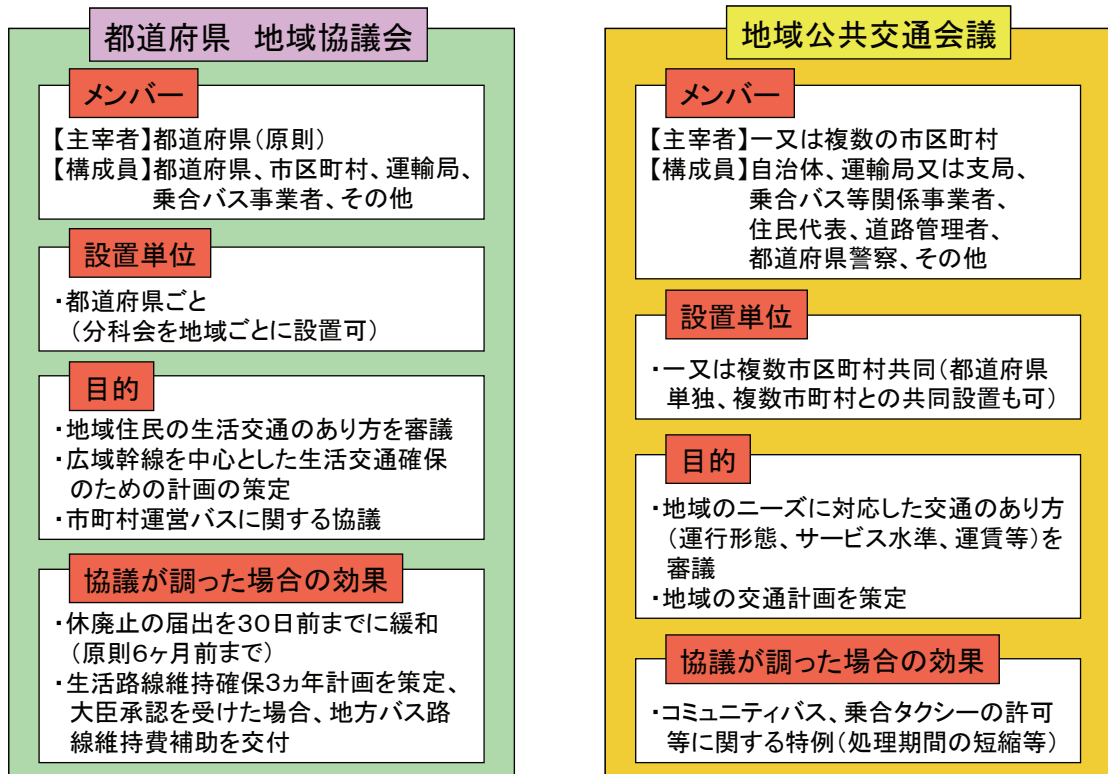 都道府県　地域協議会
メンバー
【主宰者】都道府県(原則)
【構成員】都道府県、市区町村、運輸局、
乗合バス事業者、その他
設置単位
・都道府県ごと
(分科会を地域ごとに設置可)
目的
・地域住民の生活交通のあり方を審議
・広域幹線を中心とした生活交通確保
のための計画の策定
・市町村運営バスに関する協議
協議が調った場合の効果
・休廃止の届出を30日前までに緩和
(原則6ヶ月前まで)
・生活路線維持確保3ヵ年計画を策定、
大臣承認を受けた場合、地方バス路
線維持費補助を交付
地域公共交通会議
メンバー
【主宰者】一又は複数の市区町村
【構成員】自治体、運輸局又は支局、
乗合バス等関係事業者、
住民代表、道路管理者、
都道府県警察、その他
設置単位
・一又は複数市区町村共同(都道府県
単独、複数市町村との共同設置も可)
目的
・地域のニーズに対応した交通のあり方
(運行形態、サービス水準、運賃等)を
審議
・地域の交通計画を策定
協議が調った場合の効果
・コミュニティバス、乗合タクシーの許可
等に関する特例(処理期間の短縮等)